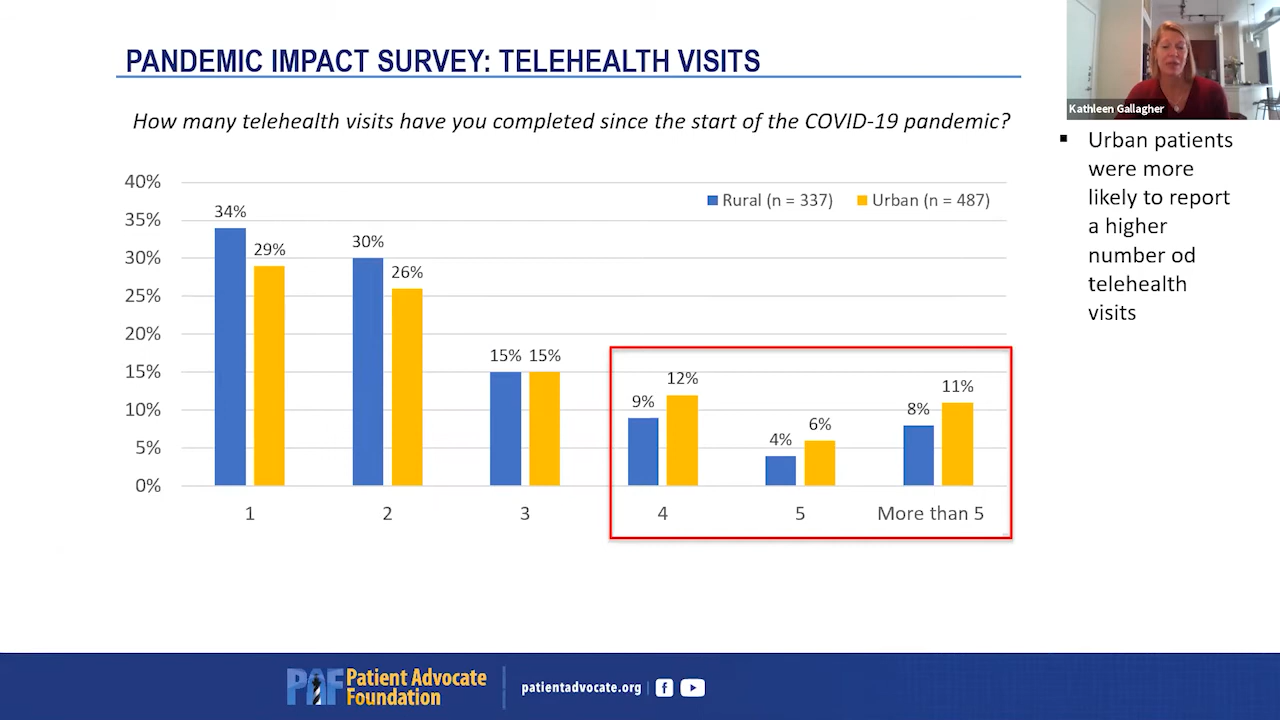 PANDEMIC IMPACT SURVEY: TELEHEALTH VISITS
Kathleen Gallagher
How many telehealth visits have you completed since the start of the COVID-19 pandemic?
▪ Urban patients
were more
likely to report
a higher
number od
telehealth
visits
Rural (n = 337) Urban (n = 487)
40%
35%
30%
25%
20%
15%
10%
5%
0%
34% 29% 30% 26% 15% 15% 9% 12% 4% 6% 8% 11%
1 2 3 4 5 More than 5
PAF Patient Advocate
Foundation
patientadvocate.org